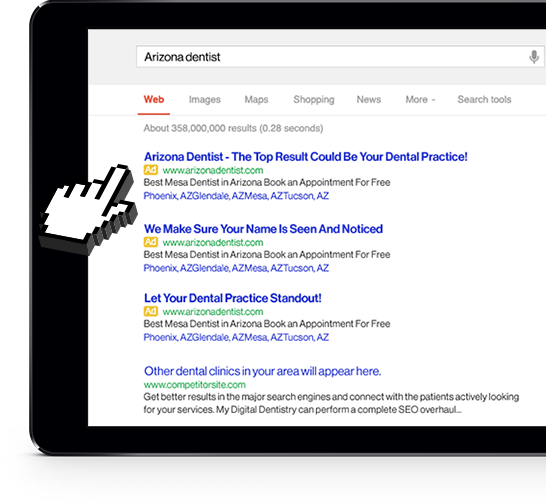 Arizona dentist
Web Images Maps Shopping News More Search tools
About 358,000,000 results (0.28 seconds)
Arizona Dentist - The Top Result Could Be Your Dental Practice!
Ad www.arizonadentist.com
Best Mesa Dentist in Arizona Book an Appointment For Free
Phoenix, AZGlendale, AZMesa, AZTucson, AZ
We Make Sure Your Name Is Seen And Noticed
Ad www.arizonadentist.com
Best Mesa Dentist in Arizona Book an Appointment For Free
Phoenix, AZGlendale, AZMesa, AZTucson, AZ
Let Your Dental Practice Standout!
Ad www.arizonadentist.com
Best Mesa Dentist in Arizona Book an Appointment For Free
Phoenix, AZGlendale, AZMesa, AZTucson, AZ
Other dental clinics in your area will appear here.
www.competitorsite.com
Get better results in the major search engines and connect with the patients actively looking
for your services. My Digital Dentistry can perform a complete SEO overhaul...